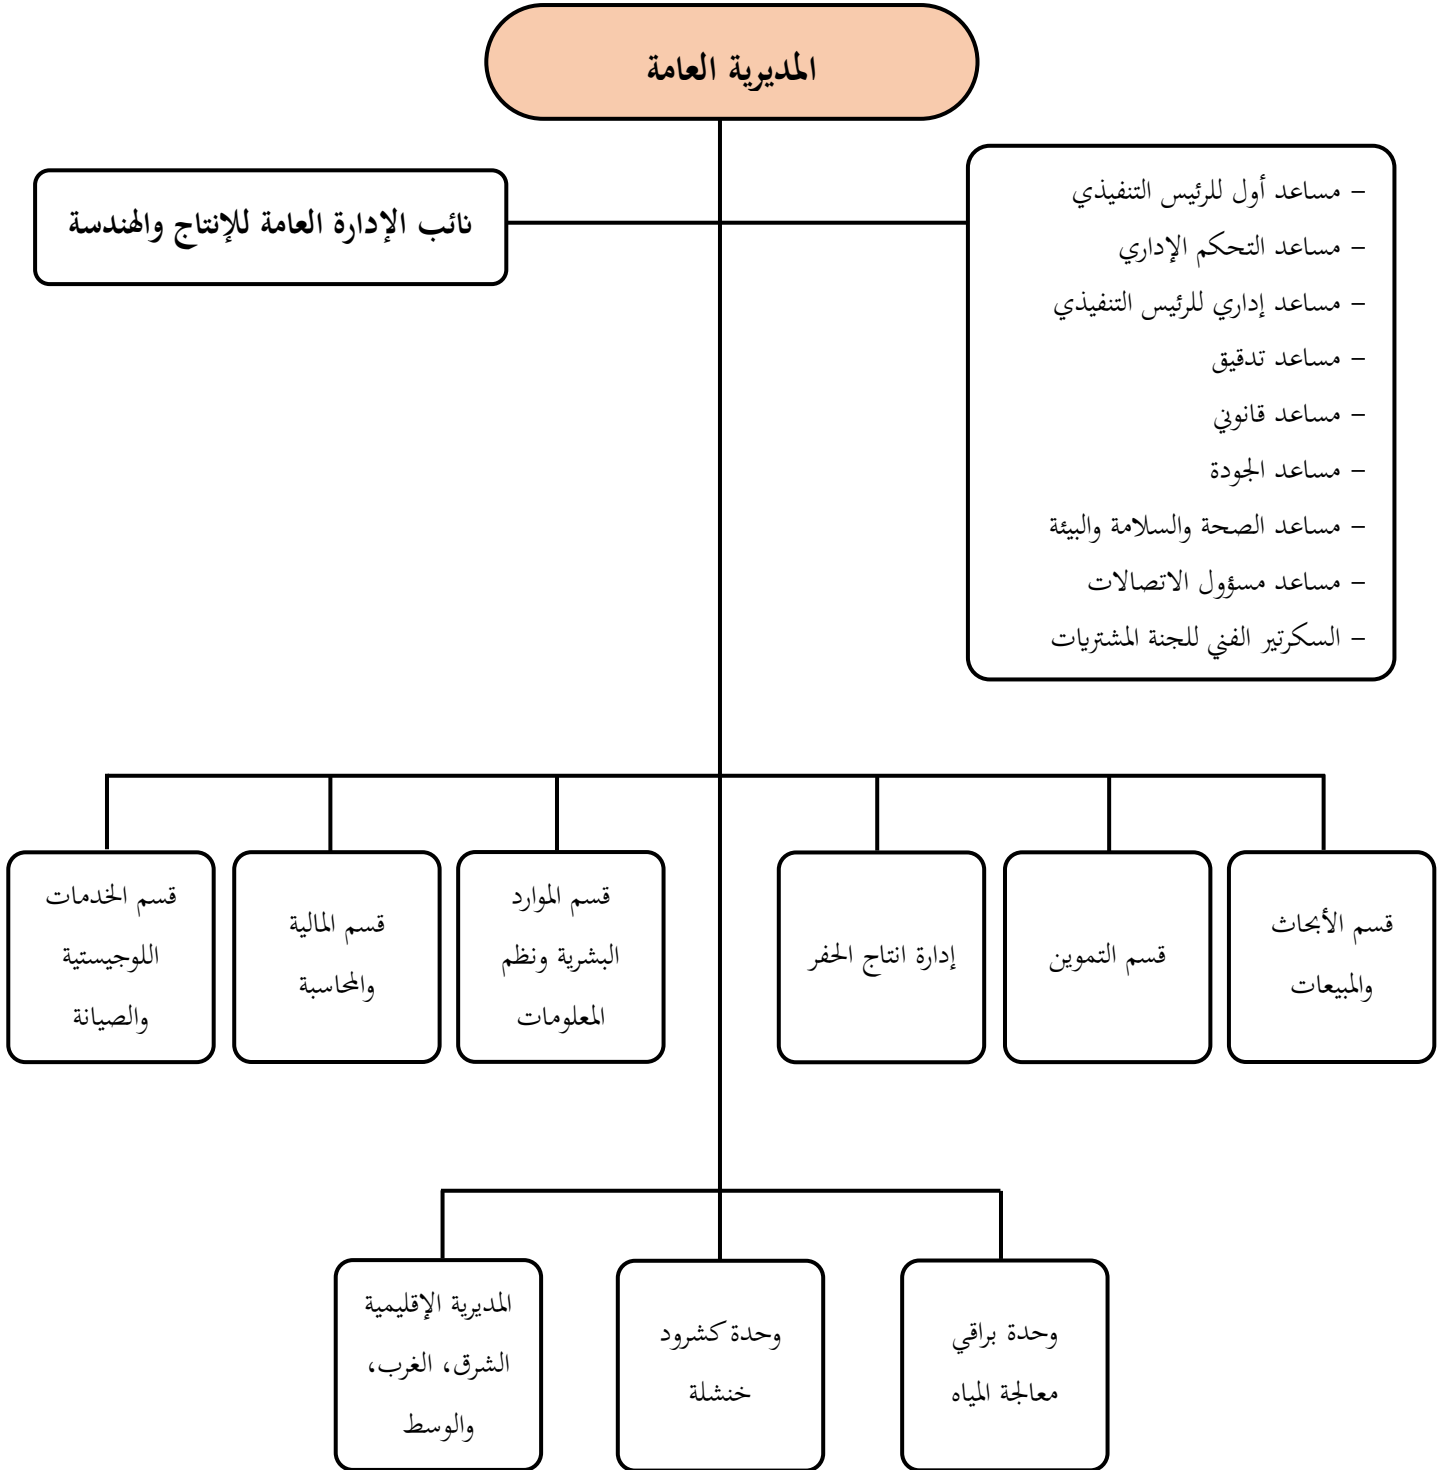 المديرية العامة
– مساعد أول للرئيس التنفيذي
– مساعد التحكم الإداري
– مساعد إداري للرئيس التنفيذي
– مساعد تدقيق
– مساعد قانوني
– مساعد الجودة
– مساعد الصحة والسلامة والبيئة
– مساعد مسؤول الاتصالات
– السكرتير الفني للجنة المشتريات
نائب الإدارة العامة للإنتاج والهندسة
قسم الأبحاث
والمبيعات
قسم التموين
إدارة انتاج الحفر
قسم الموارد
البشرية ونظم
المعلومات
قسم المالية
والمحاسبة
قسم الخدمات
اللوجيستية
والصيانة
وحدة براقي
معالجة المياه
وحدة كشرود
خنشلة
المديرية الإقليمية
الشرق، الغرب،
والوسط